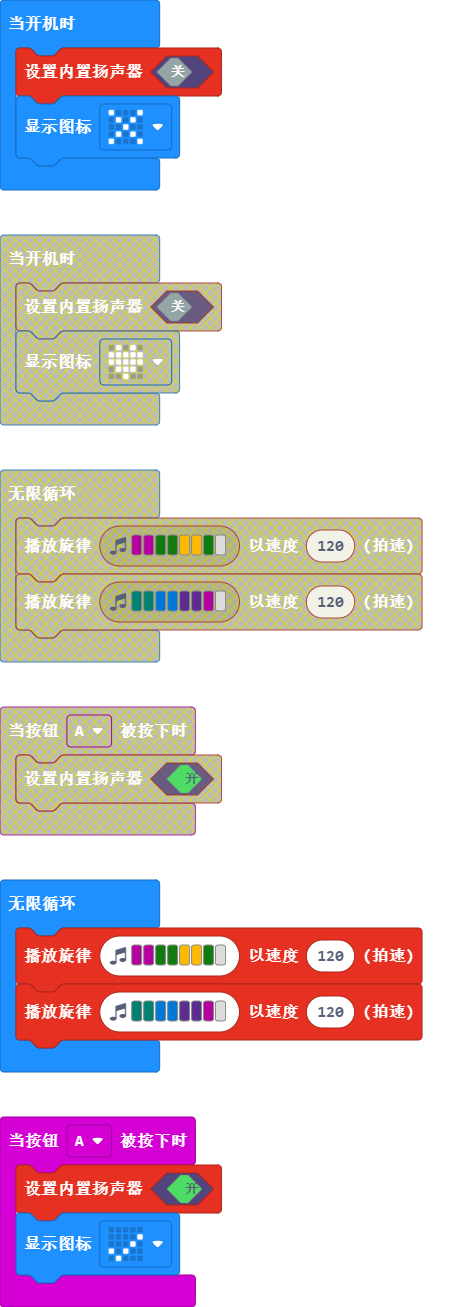 当开机时
设置内置扬声器 关
显示图标
当开机时
设置内置扬声器 关
显示图标
无限循环
播放旋律 以速度 120 (拍速)
播放旋律 以速度 120 (拍速)
当按钮 A 被按下时
设置内置扬声器 开
无限循环
播放旋律 以速度 120 (拍速)
播放旋律 以速度 120 (拍速)
当按钮 A 被按下时
设置内置扬声器 开
显示图标